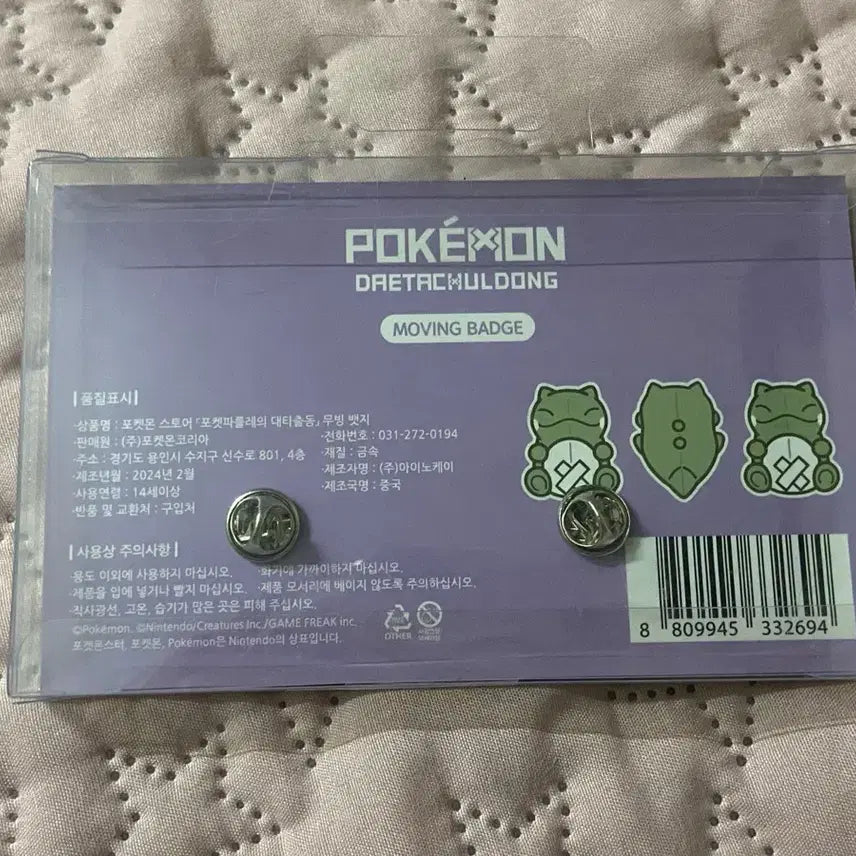 POKÉMON
DAETACHULDONG
MOVING BADGE
|품질표시|
·상품명 : 포켓몬 스토어 「포켓파를레의 대타출동」 무빙 뱃지
·판매원 : (주)포켓몬코리아
·전화번호 : 031-272-0194
·주소 : 경기도 용인시 수지구 신수로 801, 4층
·재질 : 금속
·제조년월 : 2024년 2월
·제조자명 : (주)아이노케이
·사용연령 : 14세이상
·제조국명 : 중국
·반품 및 교환처 : 구입처
|사용상 주의사항|
·용도 이외에 사용하지 마십시오. ·화기에 가까이하지 마십시오.
·제품을 입에 넣거나 빨지 마십시오. ·제품 모서리에 베이지 않도록 주의하십시오.
·직사광선, 고온, 습기가 많은 곳은 피해 주십시오.
©Pokémon. ©Nintendo/Creatures Inc./GAME FREAK inc.
포켓몬스터, 포켓몬, Pokémon은 Nintendo의 상표입니다.
OTHER
8 809945 332694